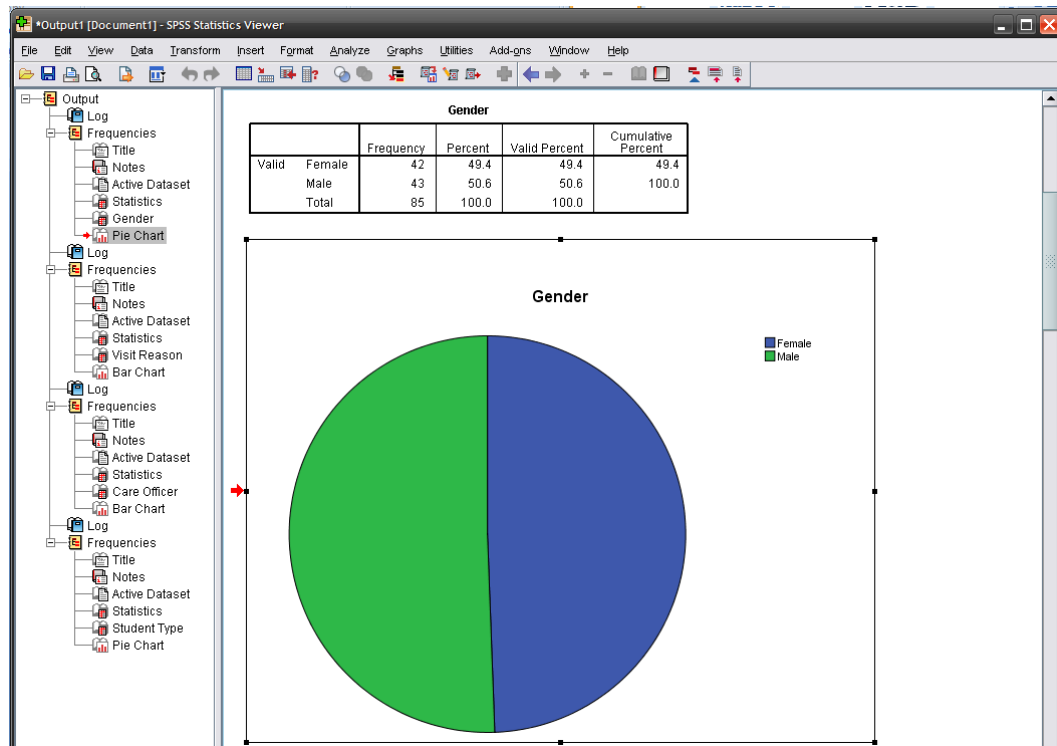 *Output1 [Document1] - SPSS Statistics Viewer
File Edit View Data Transform Insert Format Analyze Graphs Utilities Add-ons Window Help
Output
Log
Frequencies
Title
Notes
Active Dataset
Statistics
Gender
Pie Chart
Log
Frequencies
Title
Notes
Active Dataset
Statistics
Visit Reason
Bar Chart
Log
Frequencies
Title
Notes
Active Dataset
Statistics
Care Officer
Bar Chart
Log
Frequencies
Title
Notes
Active Dataset
Statistics
Student Type
Pie Chart
Gender
Frequency Percent Valid Percent Cumulative Percent
Valid Female 42 49.4 49.4 49.4
Male 43 50.6 50.6 100.0
Total 85 100.0 100.0
Gender
Female
Male